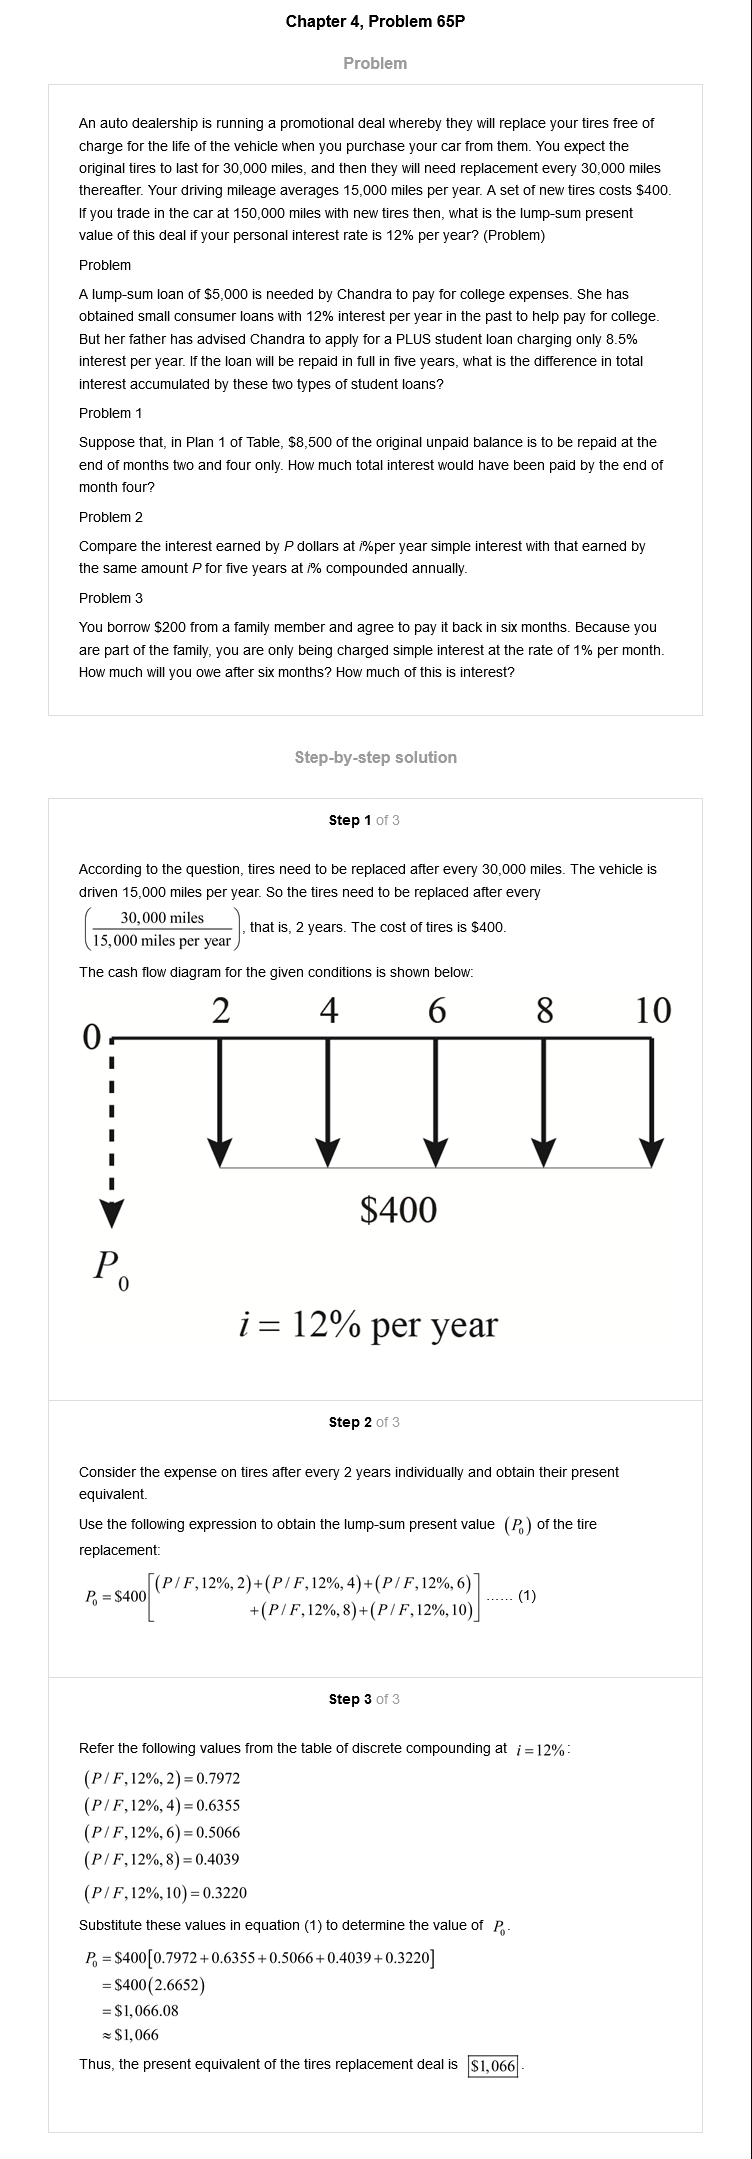 Chapter 4, Problem 65P
Problem
An auto dealership is running a promotional deal whereby they will replace your tires free of
charge for the life of the vehicle when you purchase your car from them. You expect the
original tires to last for 30,000 miles, and then they will need replacement every 30,000 miles
thereafter. Your driving mileage averages 15,000 miles per year. A set of new tires costs $400.
If you trade in the car at 150,000 miles with new tires then, what is the lump-sum present
value of this deal if your personal interest rate is 12% per year? (Problem)
Problem
A lump-sum loan of $5,000 is needed by Chandra to pay for college expenses. She has
obtained small consumer loans with 12% interest per year in the past to help pay for college.
But her father has advised Chandra to apply for a PLUS student loan charging only 8.5%
interest per year. If the loan will be repaid in full in five years, what is the difference in total
interest accumulated by these two types of student loans?
Problem 1
Suppose that, in Plan 1 of Table, $8,500 of the original unpaid balance is to be repaid at the
end of months two and four only. How much total interest would have been paid by the end of
month four?
Problem 2
Compare the interest earned by P dollars at i%per year simple interest with that earned by
the same amount P for five years at i% compounded annually.
Problem 3
You borrow $200 from a family member and agree to pay it back in six months. Because you
are part of the family, you are only being charged simple interest at the rate of 1% per month.
How much will you owe after six months? How much of this is interest?
Step-by-step solution
Step 1 of 3
According to the question, tires need to be replaced after every 30,000 miles. The vehicle is
driven 15,000 miles per year. So the tires need to be replaced after every
(30,000 miles / 15,000 miles per year), that is, 2 years. The cost of tires is $400.
The cash flow diagram for the given conditions is shown below:
0 2 4 6 8 10
$400
P₀
i = 12% per year
Step 2 of 3
Consider the expense on tires after every 2 years individually and obtain their present
equivalent.
Use the following expression to obtain the lump-sum present value (P₀) of the tire
replacement:
P₀ = $400[(P/F,12%,2)+(P/F,12%,4)+(P/F,12%,6)
+(P/F,12%,8)+(P/F,12%,10)] ...... (1)
Step 3 of 3
Refer the following values from the table of discrete compounding at i=12%:
(P/F,12%,2)=0.7972
(P/F,12%,4)=0.6355
(P/F,12%,6)=0.5066
(P/F,12%,8)=0.4039
(P/F,12%,10)=0.3220
Substitute these values in equation (1) to determine the value of P₀.
P₀ = $400[0.7972+0.6355+0.5066+0.4039+0.3220]
= $400(2.6652)
= $1,066.08
≈ $1,066
Thus, the present equivalent of the tires replacement deal is $1,066.